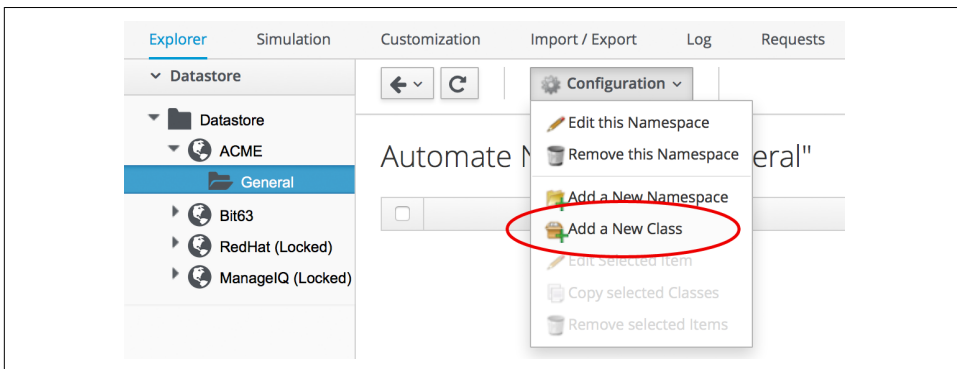 Explorer Simulation Customization Import / Export Log Requests
Datastore
Configuration
Datastore
ACME
General
Bit63
RedHat (Locked)
ManageIQ (Locked)
Automate N eral"
Edit this Namespace
Remove this Namespace
Add a New Namespace
Add a New Class
Edit Selected Item
Copy selected Classes
Remove selected Items